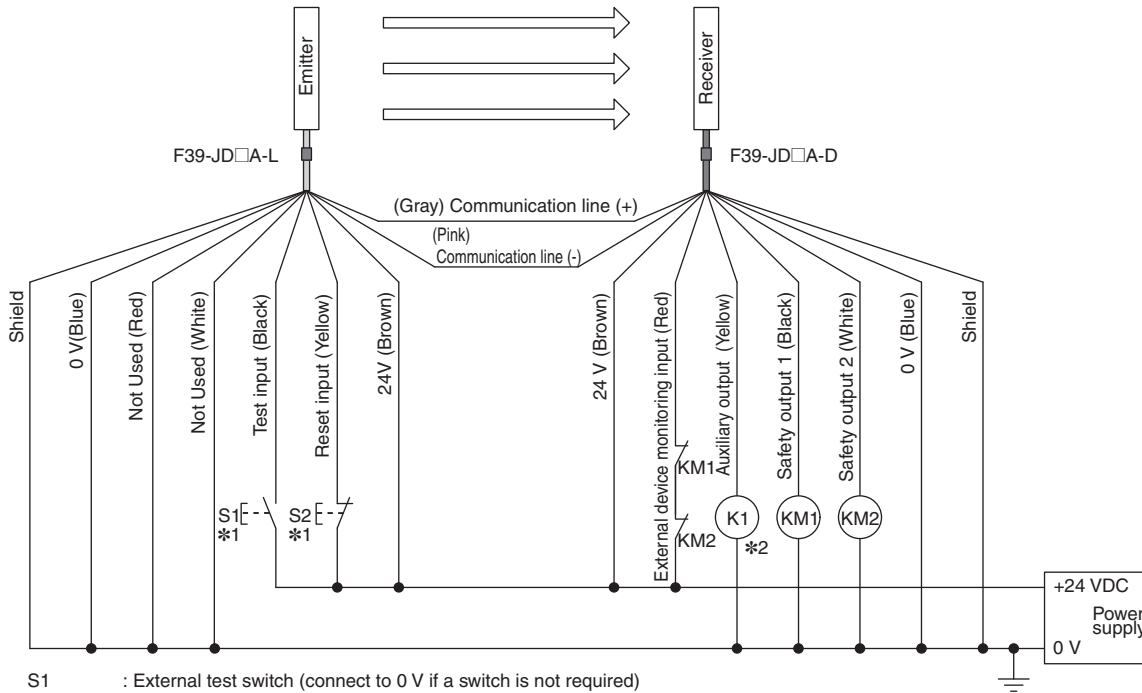 Emitter
Receiver
F39-JD□A-L
F39-JD□A-D
(Gray) Communication line (+)
(Pink)
Communication line (-)
Shield
0 V(Blue)
Not Used (Red)
Not Used (White)
Test input (Black)
Reset input (Yellow)
24V (Brown)
24 V (Brown)
External device monitoring input (Red)
Auxiliary output (Yellow)
Safety output 1 (Black)
Safety output 2 (White)
0 V (Blue)
Shield
S1
*1
S2
*1
KM1
KM2
K1
*2
KM1
KM2
+24 VDC
Power
supply
0 V
S1 : External test switch (connect to 0 V if a switch is not required)